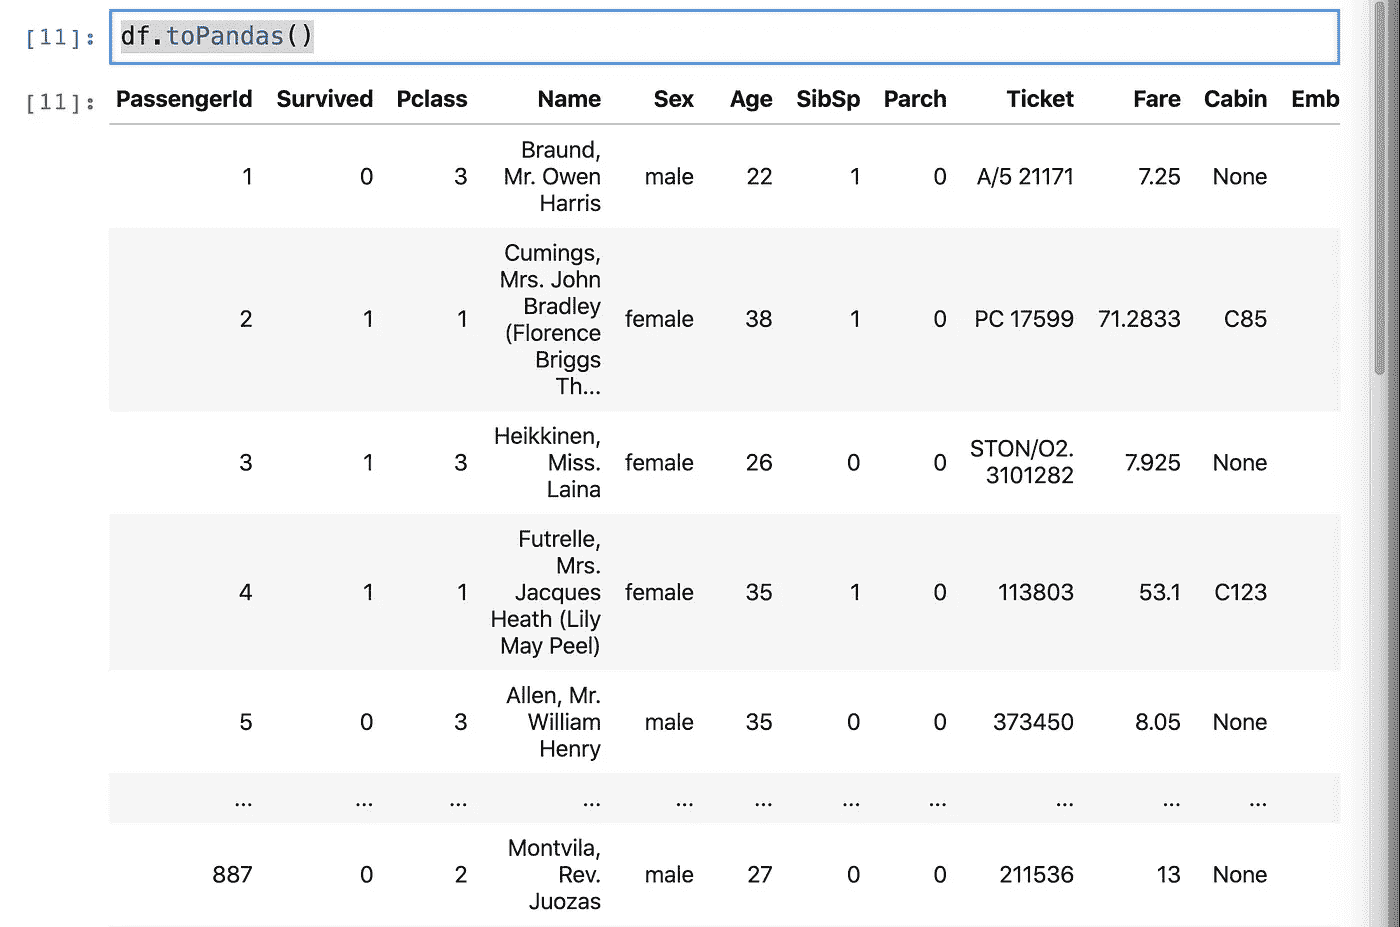 [11]: df.toPandas()
[11]: PassengerId Survived Pclass Name Sex Age SibSp Parch Ticket Fare Cabin Emb
Braund,
1 0 3 Mr. Owen male 22 1 0 A/5 21171 7.25 None
Harris
Cumings,
Mrs. John
Bradley
2 1 1 (Florence female 38 1 0 PC 17599 71.2833 C85
Briggs
Th...
Heikkinen,
3 1 3 Miss. female 26 0 0 STON/O2. 3101282 7.925 None
Laina
Futrelle,
Mrs.
4 1 1 Jacques female 35 1 0 113803 53.1 C123
Heath (Lily
May Peel)
Allen, Mr.
5 0 3 William male 35 0 0 373450 8.05 None
Henry
... ... ... ... ... ... ... ... ... ... ...
Montvila,
887 0 2 Rev. male 27 0 0 211536 13 None
Juozas